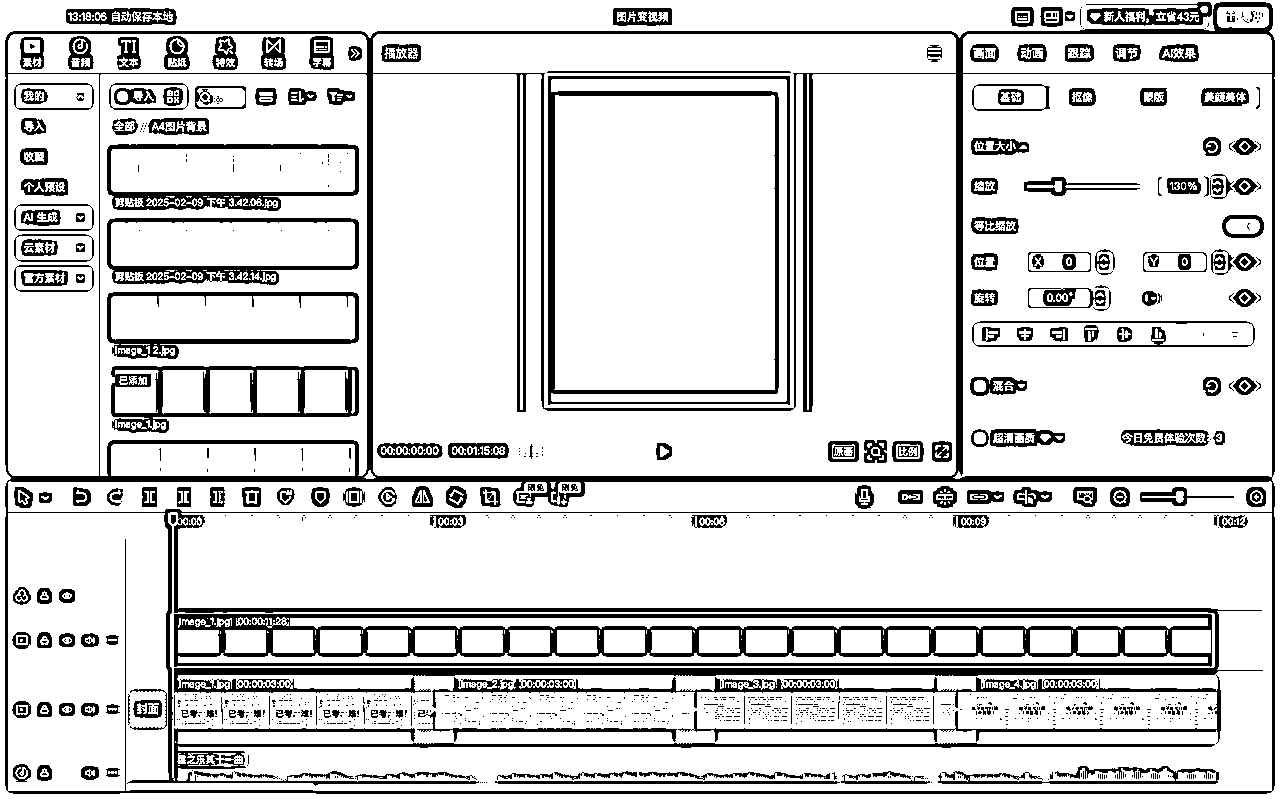 13:18:06 自动保存本地
图片变视频
新人福利，立省43元
素材 音频 文本 贴纸 特效 转场 字幕
播放器
画面 动画 跟踪 调节 AI效果
我的
导入
收藏
个人预设
AI 生成
云素材
官方素材
导入
全部 / A4图片背景
剪贴板 2025-02-09 下午 3.42.06.jpg
剪贴板 2025-02-09 下午 3.42.14.jpg
image_12.jpg
已添加
image_1.jpg
00:00:00:00 00:01:15:08
原画
比例
基础 抠像 蒙版 美颜美体
位置大小
缩放 130%
等比缩放
位置 X 0 Y 0
旋转 0.00°
混合
超清画质 今日免费体验次数: 3
限免 限免
00:00 00:03 00:06 00:09 00:12
image_1.jpg 00:00:11:28
封面
image_1.jpg 00:00:03:00 image_2.jpg 00:00:03:00 image_3.jpg 00:00:03:00 image_4.jpg 00:00:03:00